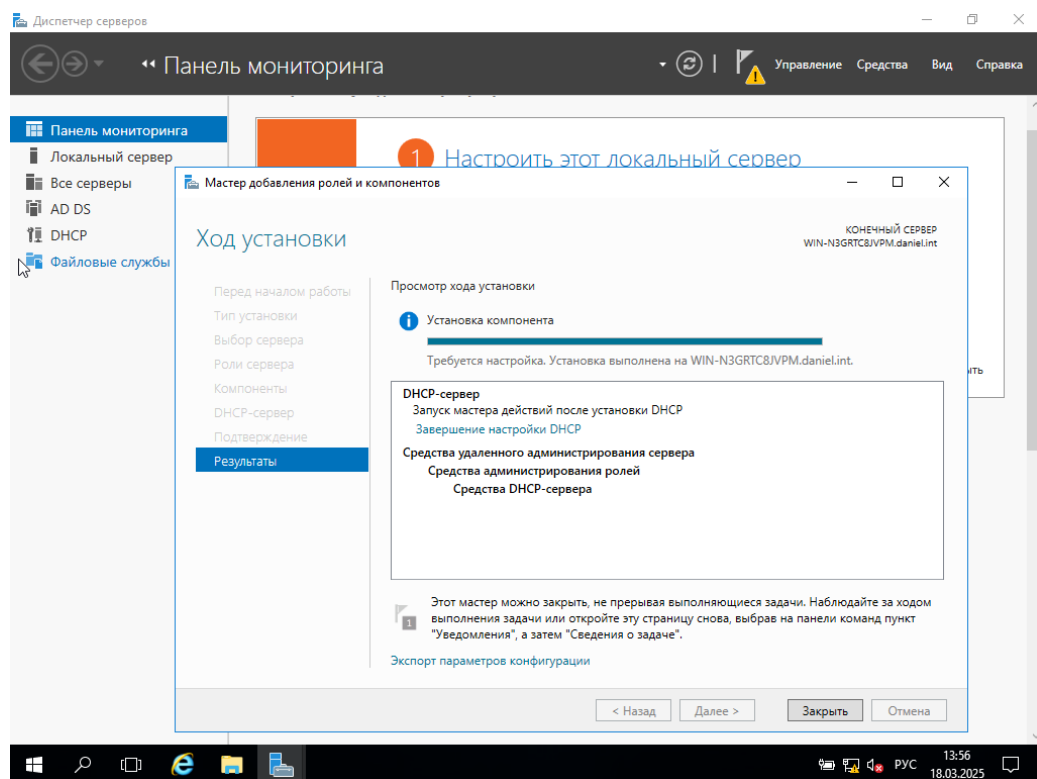 Диспетчер серверов
Панель мониторинга
Управление Средства Вид Справка
Панель мониторинга
Локальный сервер
Все серверы
AD DS
DHCP
Файловые службы
1 Настроить этот локальный сервер
Мастер добавления ролей и компонентов
Ход установки
КОНЕЧНЫЙ СЕРВЕР
WIN-N3GRTC8JVPM.daniel.int
Перед началом работы
Тип установки
Выбор сервера
Роли сервера
Компоненты
DHCP-сервер
Подтверждение
Результаты
Просмотр хода установки
Установка компонента
Требуется настройка. Установка выполнена на WIN-N3GRTC8JVPM.daniel.int.
DHCP-сервер
Запуск мастера действий после установки DHCP
Завершение настройки DHCP
Средства удаленного администрирования сервера
Средства администрирования ролей
Средства DHCP-сервера
1
Этот мастер можно закрыть, не прерывая выполняющиеся задачи. Наблюдайте за ходом
выполнения задачи или откройте эту страницу снова, выбрав на панели команд пункт
"Уведомления", а затем "Сведения о задаче".
Экспорт параметров конфигурации
< Назад Далее > Закрыть Отмена
РУС
13:56
18.03.2025